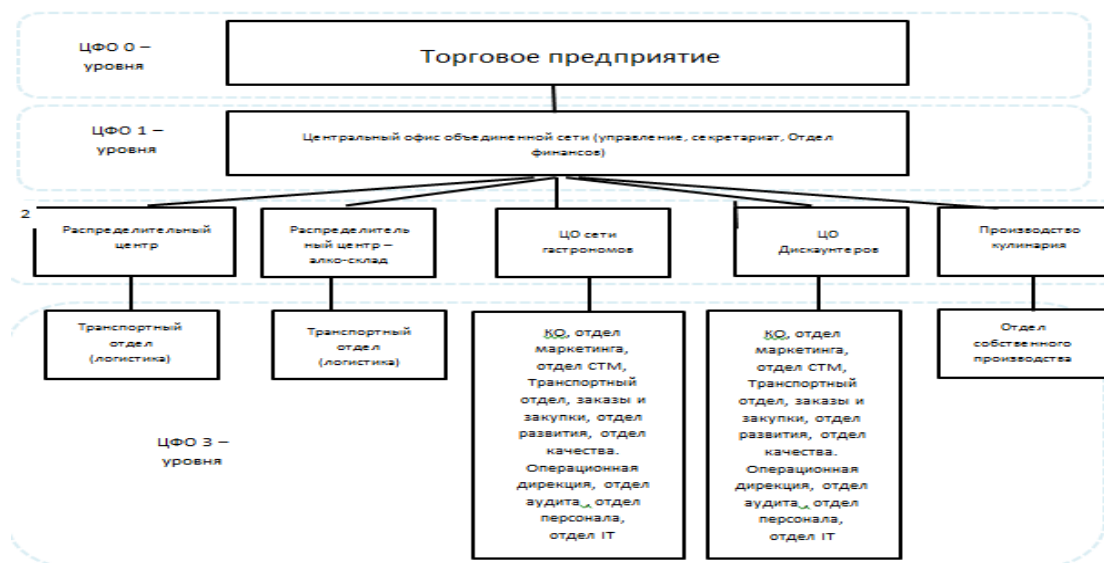 ЦФО 0 –
уровня
Торговое предприятие
ЦФО 1 –
уровня
Центральный офис объединенной сети (управление, секретариат, Отдел
финансов)
2
Распределительный
центр
Распределитель
ный центр –
алко-склад
ЦО сети
гастрономов
ЦО
Дискаунтеров
Производство
кулинария
Транспортный
отдел
(логистика)
Транспортный
отдел
(логистика)
КО, отдел
маркетинга,
отдел СТМ,
Транспортный
отдел, заказы и
закупки, отдел
развития, отдел
качества.
Операционная
дирекция, отдел
аудита, отдел
персонала,
отдел IT
КО, отдел
маркетинга,
отдел СТМ,
Транспортный
отдел, заказы и
закупки, отдел
развития, отдел
качества.
Операционная
дирекция, отдел
аудита, отдел
персонала,
отдел IT
Отдел
собственного
производства
ЦФО 3 –
уровня